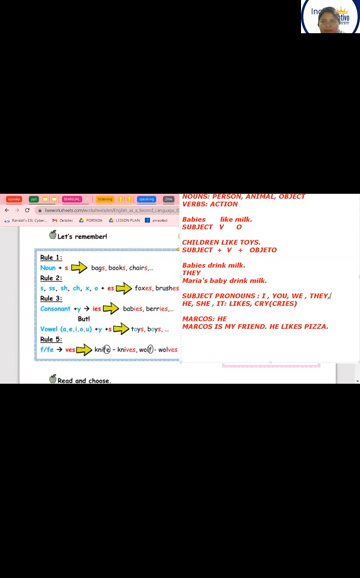 Let's remember!
Rule 1:
Noun + s bags, books, chairs,...
Rule 2:
s, ss, sh, ch, x, o + es foxes, brushes
Rule 3:
Consonant +y → ies babies, berries,...
But!
Vowel (a,e,i,o,u) +y +s toys, boys, ...
Rule 5:
f/fe → ves knife – knives, wolf – wolves
Read and choose.
NOUNS: PERSON, ANIMAL, OBJECT
VERBS: ACTION
Babies like milk.
SUBJECT V O
CHILDREN LIKE TOYS.
SUBJECT + V + OBJETO
Babies drink milk.
THEY
Maria's baby drink milk.
SUBJECT PRONOUNS : I , YOU, WE , THEY,
HE, SHE , IT: LIKES, CRY(CRIES)
MARCOS: HE
MARCOS IS MY FRIEND. HE LIKES PIZZA.